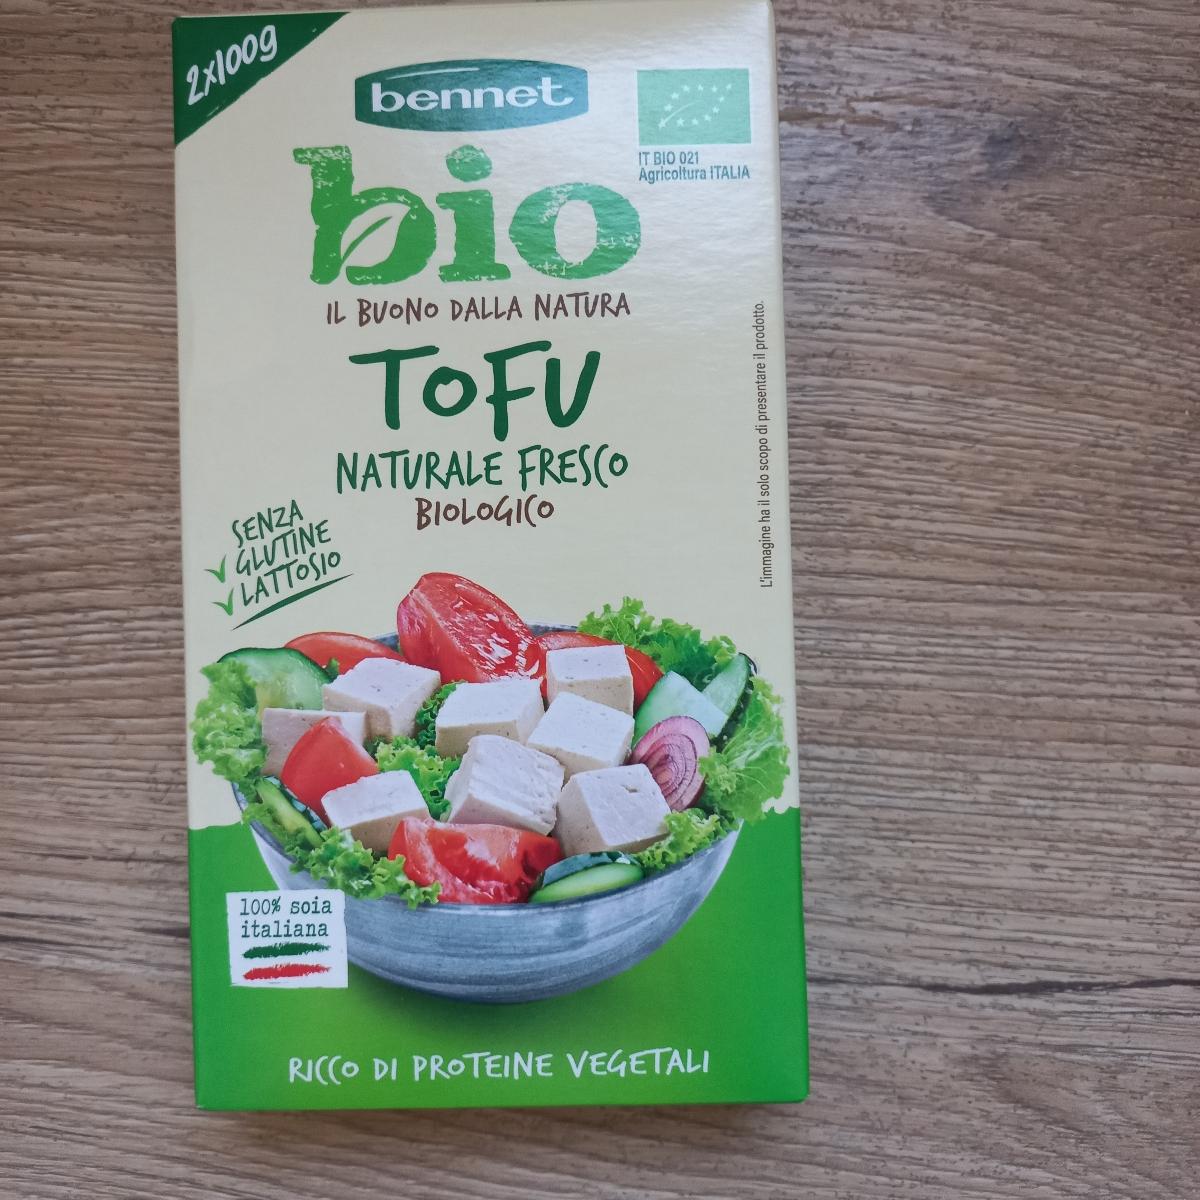 2x100g
bennet
IT BIO 021
Agricoltura ITALIA
bio
IL BUONO DALLA NATURA
TOFU
NATURALE FRESCO
BIOLOGICO
SENZA
GLUTINE
LATTOSIO
L'immagine ha il solo scopo di presentare il prodotto.
100% soia
italiana
RICCO DI PROTEINE VEGETALI